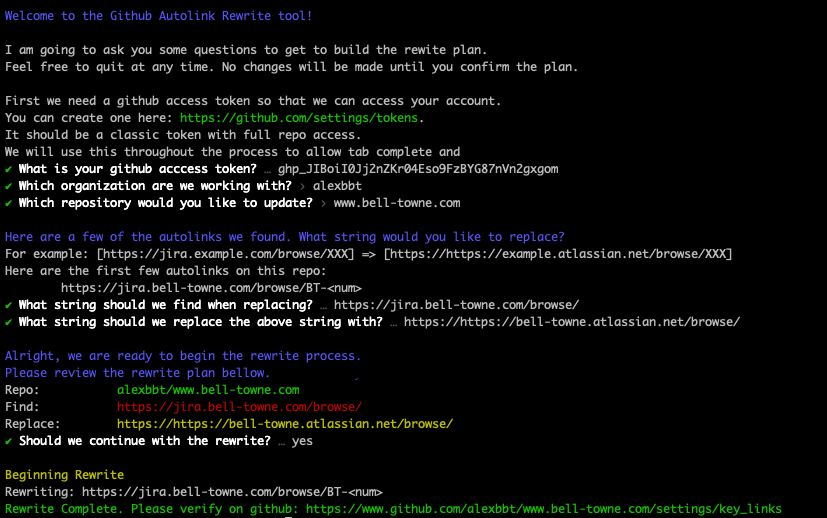 Welcome to the Github Autolink Rewrite tool!
I am going to ask you some questions to get to build the rewite plan.
Feel free to quit at any time. No changes will be made until you confirm the plan.
First we need a github access token so that we can access your account.
You can create one here: https://github.com/settings/tokens.
It should be a classic token with full repo access.
We will use this throughout the process to allow tab complete and
✔ What is your github acccess token? … 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
✔ Which organization are we working with? › alexbbt
✔ Which repository would you like to update? › www.bell-towne.com
Here are a few of the autolinks we found. What string would you like to replace?
For example: [https://jira.example.com/browse/XXX] => [https://https://example.atlassian.net/browse/XXX]
Here are the first few autolinks on this repo:
https://jira.bell-towne.com/browse/BT-<num>
✔ What string should we find when replacing? … https://jira.bell-towne.com/browse/
✔ What string should we replace the above string with? … https://https://bell-towne.atlassian.net/browse/
Alright, we are ready to begin the rewrite process.
Please review the rewrite plan bellow.
Repo: alexbbt/www.bell-towne.com
Find: https://jira.bell-towne.com/browse/
Replace: https://https://bell-towne.atlassian.net/browse/
✔ Should we continue with the rewrite? … yes
Beginning Rewrite
Rewriting: https://jira.bell-towne.com/browse/BT-<num>
Rewrite Complete. Please verify on github: https://www.github.com/alexbbt/www.bell-towne.com/settings/key_links